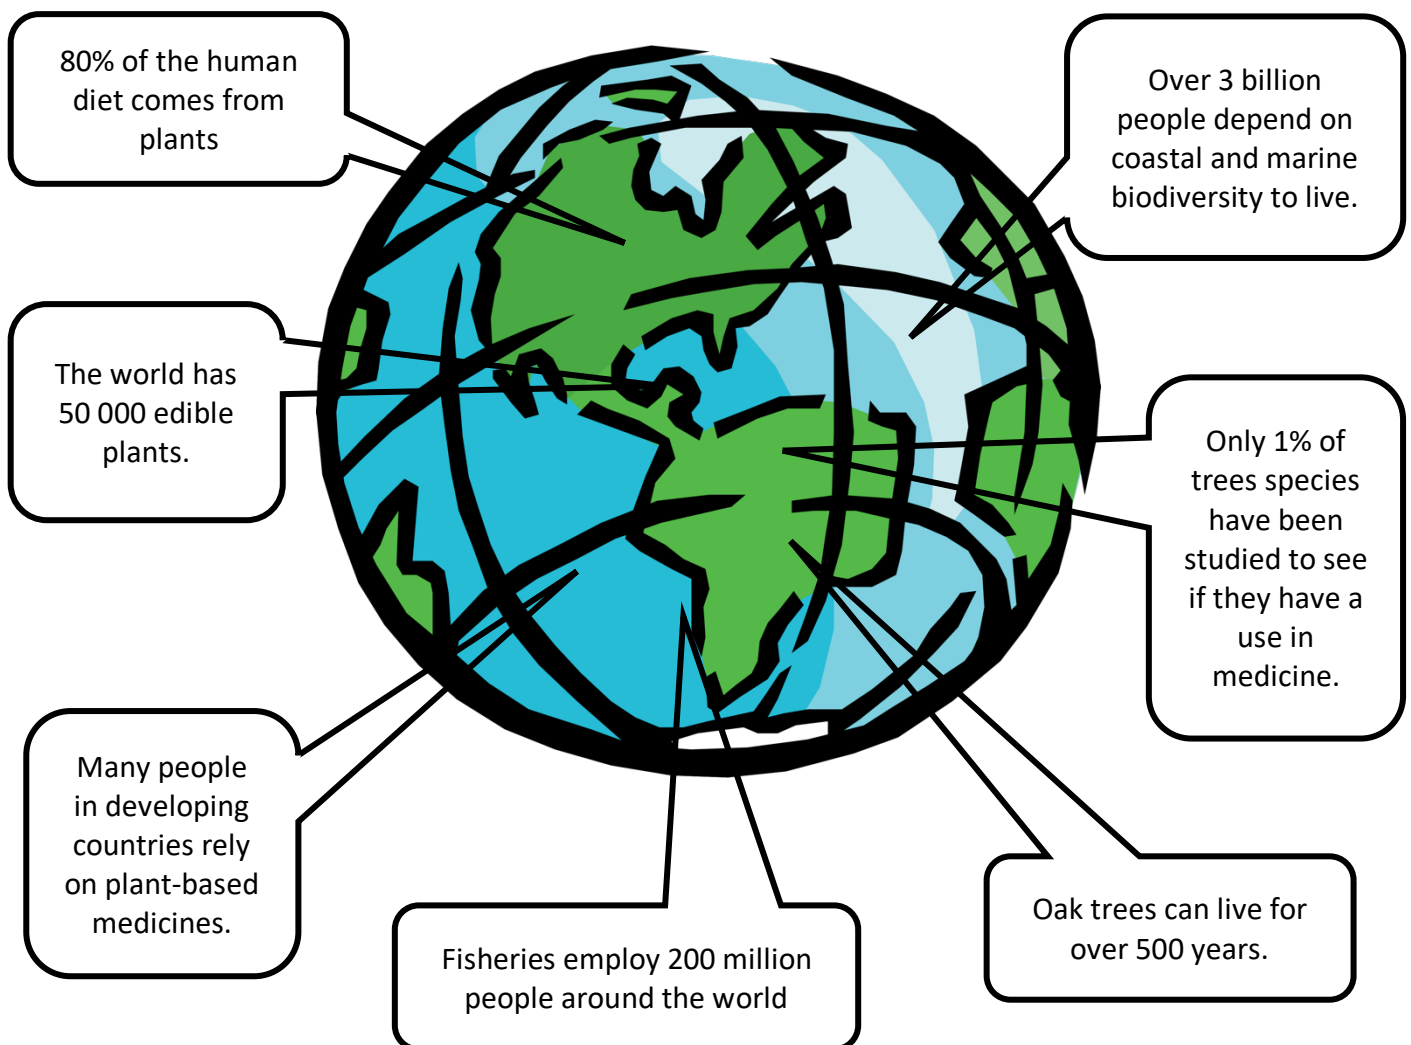 80% of the human
diet comes from
plants
Over 3 billion
people depend on
coastal and marine
biodiversity to live.
The world has
50 000 edible
plants.
Only 1% of
trees species
have been
studied to see
if they have a
use in
medicine.
Many people
in developing
countries rely
on plant-based
medicines.
Fisheries employ 200 million
people around the world
Oak trees can live for
over 500 years.